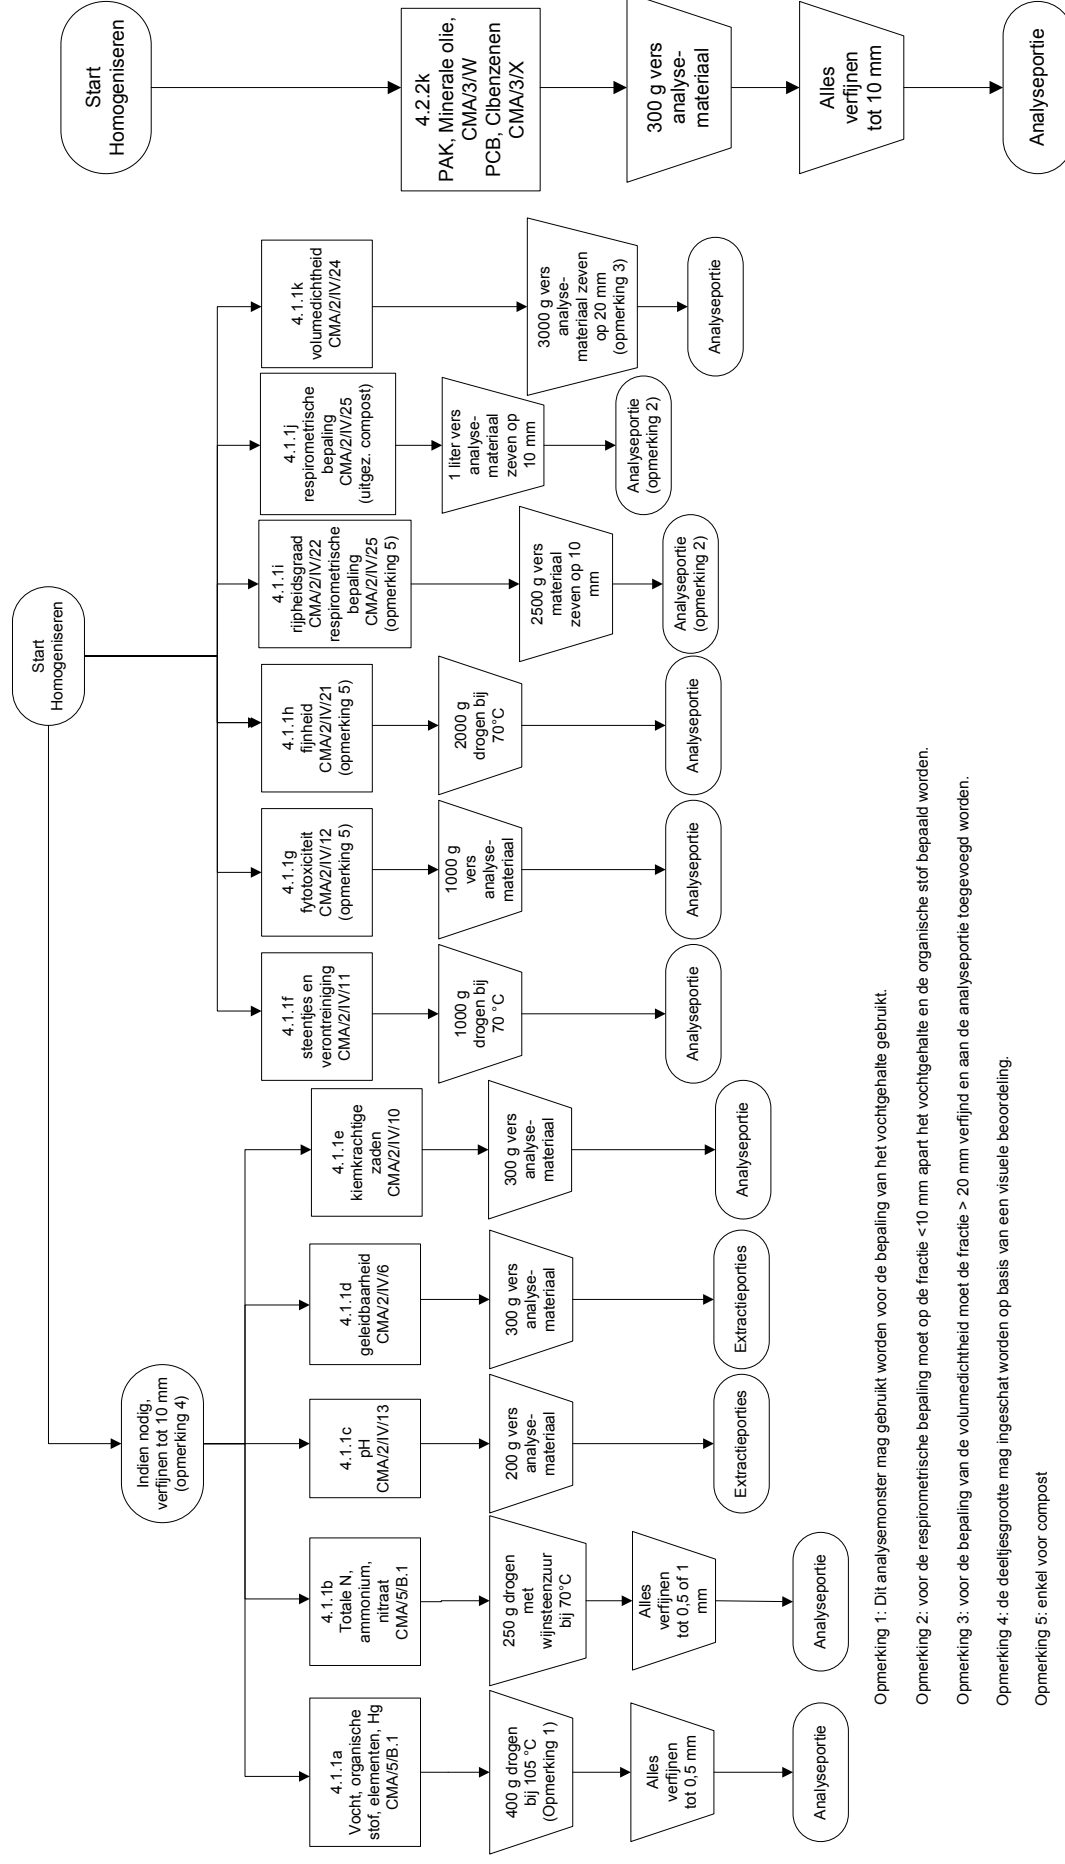 Start
Homogeniseren
Indien nodig,
verfijnen tot 10 mm
(opmerking 4)
4.1.1a
Vocht, organische
stof, elementen, Hg
CMA/5/B.1
400 g drogen
bij 105 °C
(Opmerking 1)
Alles
verfijnen
tot 0,5 mm
Analyseportie
4.1.1b
Totale N,
ammonium,
nitraat
CMA/5/B.1
250 g drogen
met
wijnsteenzuur
bij 70°C
Alles
verfijnen
tot 0,5 of 1
mm
Analyseportie
4.1.1c
pH
CMA/2/IV/13
200 g vers
analyse-
materiaal
Extractieporties
4.1.1d
geleidbaarheid
CMA/2/IV/6
300 g vers
analyse-
materiaal
Extractieporties
4.1.1e
kiemkrachtige
zaden
CMA/2/IV/10
300 g vers
analyse-
materiaal
Analyseportie
4.1.1f
steentjes en
verontreiniging
CMA/2/IV/11
1000 g
drogen bij
70 °C
Analyseportie
4.1.1g
fytotoxiciteit
CMA/2/IV/12
(opmerking 5)
1000 g
vers
analyse-
materiaal
Analyseportie
4.1.1h
fijnheid
CMA/2/IV/21
(opmerking 5)
2000 g
drogen bij
70°C
Analyseportie
4.1.1i
rijpheidsgraad
CMA/2/IV/22
respirometrische
bepaling
CMA/2/IV/25
(opmerking 5)
2500 g vers
materiaal
zeven op 10
mm
Analyseportie
(opmerking 2)
4.1.1j
respirometrische
bepaling
CMA/2/IV/25
(uitgez. compost)
1 liter vers
analyse-
materiaal
zeven op
10 mm
Analyseportie
(opmerking 2)
4.1.1k
volumedichtheid
CMA/2/IV/24
3000 g vers
analyse-
materiaal zeven
op 20 mm
(opmerking 3)
Analyseportie
Start
Homogeniseren
4.2.2k
PAK, Minerale olie,
CMA/3/W
PCB, Clbenzenen
CMA/3/X
300 g vers
analyse-
materiaal
Alles
verfijnen
tot 10 mm
Analyseportie
Opmerking 1: Dit analysemonster mag gebruikt worden voor de bepaling van het vochtgehalte gebruikt.
Opmerking 2: voor de respirometrische bepaling moet op de fractie <10 mm apart het vochtgehalte en de organische stof bepaald worden.
Opmerking 3: voor de bepaling van de volumedichtheid moet de fractie > 20 mm verfijnd en aan de analyseportie toegevoegd worden.
Opmerking 4: de deeltjesgrootte mag ingeschat worden op basis van een visuele beoordeling.
Opmerking 5: enkel voor compost